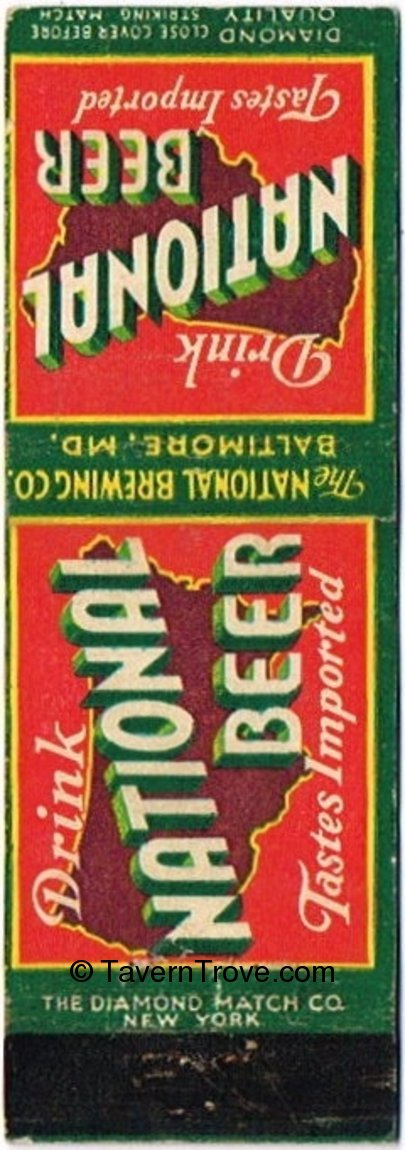 DIAMOND QUALITY
CLOSE COVER BEFORE STRIKING MATCH
Drink
NATIONAL
BEER
Tastes Imported
The NATIONAL BREWING CO.
BALTIMORE, MD.
Drink
NATIONAL
BEER
Tastes Imported
© TavernTrove.com
THE DIAMOND MATCH CO.
NEW YORK